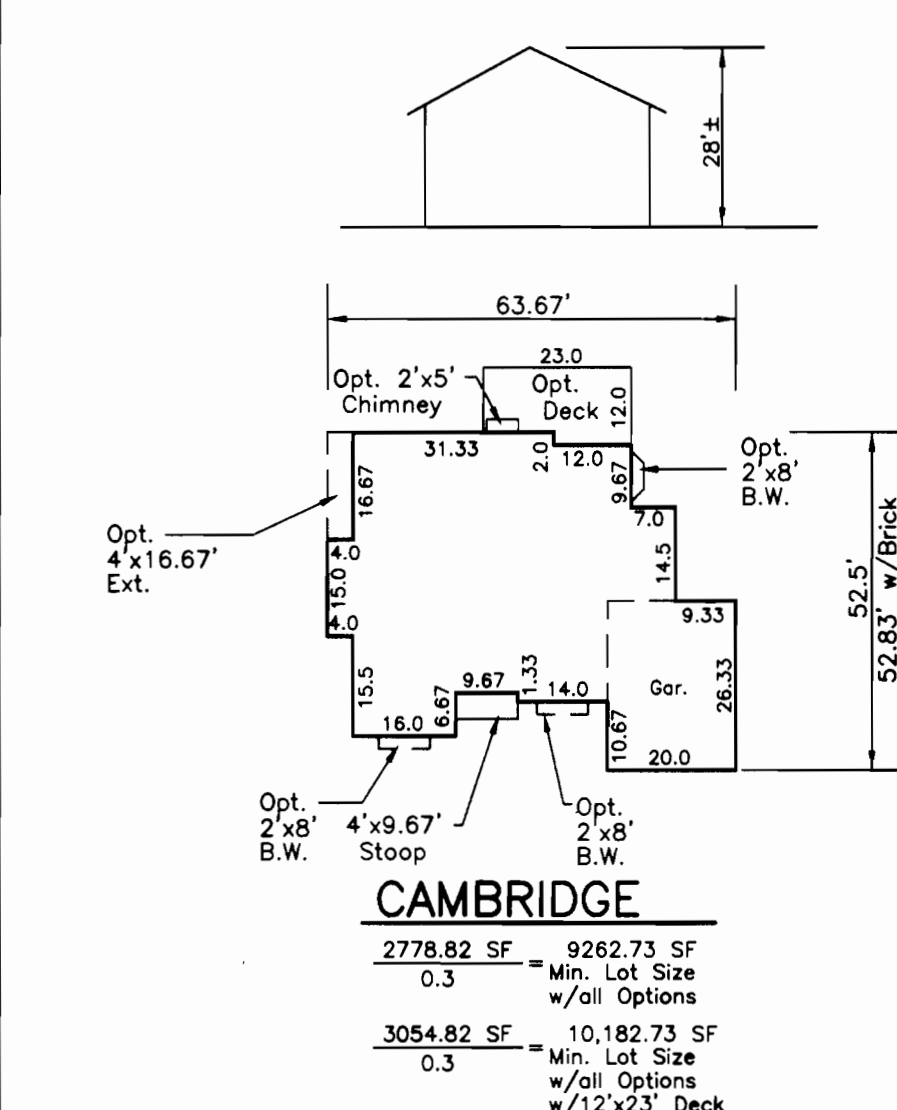 28'±
63.67'
23.0
Opt. 2'x5'
Chimney
Opt.
Deck
12.0
31.33
2.0
12.0
9.67
Opt.
2'x8'
B.W.
16.67
7.0
Opt.
4'x16.67'
Ext.
4.0
15.0
4.0
14.5
9.33
52.5'
52.83' w/Brick
15.5
16.0
6.67
9.67
1.33
14.0
Gar.
26.33
10.67
20.0
Opt.
2'x8'
B.W.
4'x9.67'
Stoop
Opt.
2'x8'
B.W.
CAMBRIDGE
2778.82 SF
0.3
=
9262.73 SF
Min. Lot Size
w/all Options
3054.82 SF
0.3
=
10,182.73 SF
Min. Lot Size
w/all Options
w/12'x23' Deck